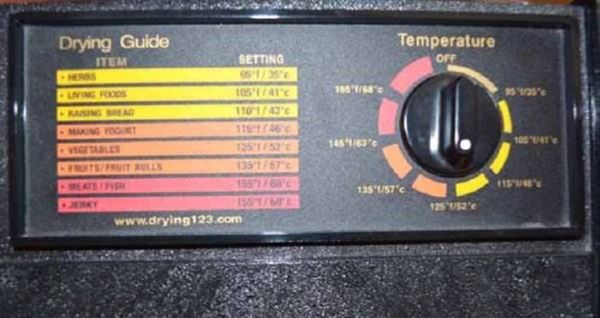 Drying Guide
ITEM SETTING
• HERBS 95°f/35°c
• LIVING FOODS 105°f/41°c
• RAISING BREAD 110°f/43°c
• MAKING YOGURT 115°f/46°c
• VEGETABLES 125°f/52°c
• FRUITS/FRUIT ROLLS 135°f/57°c
• MEATS/FISH 155°f/68°c
• JERKY 155°f/68°c
www.drying123.com
Temperature
OFF
95°f/35°c
105°f/41°c
115°f/46°c
125°f/52°c
135°f/57°c
145°f/63°c
155°f/68°c